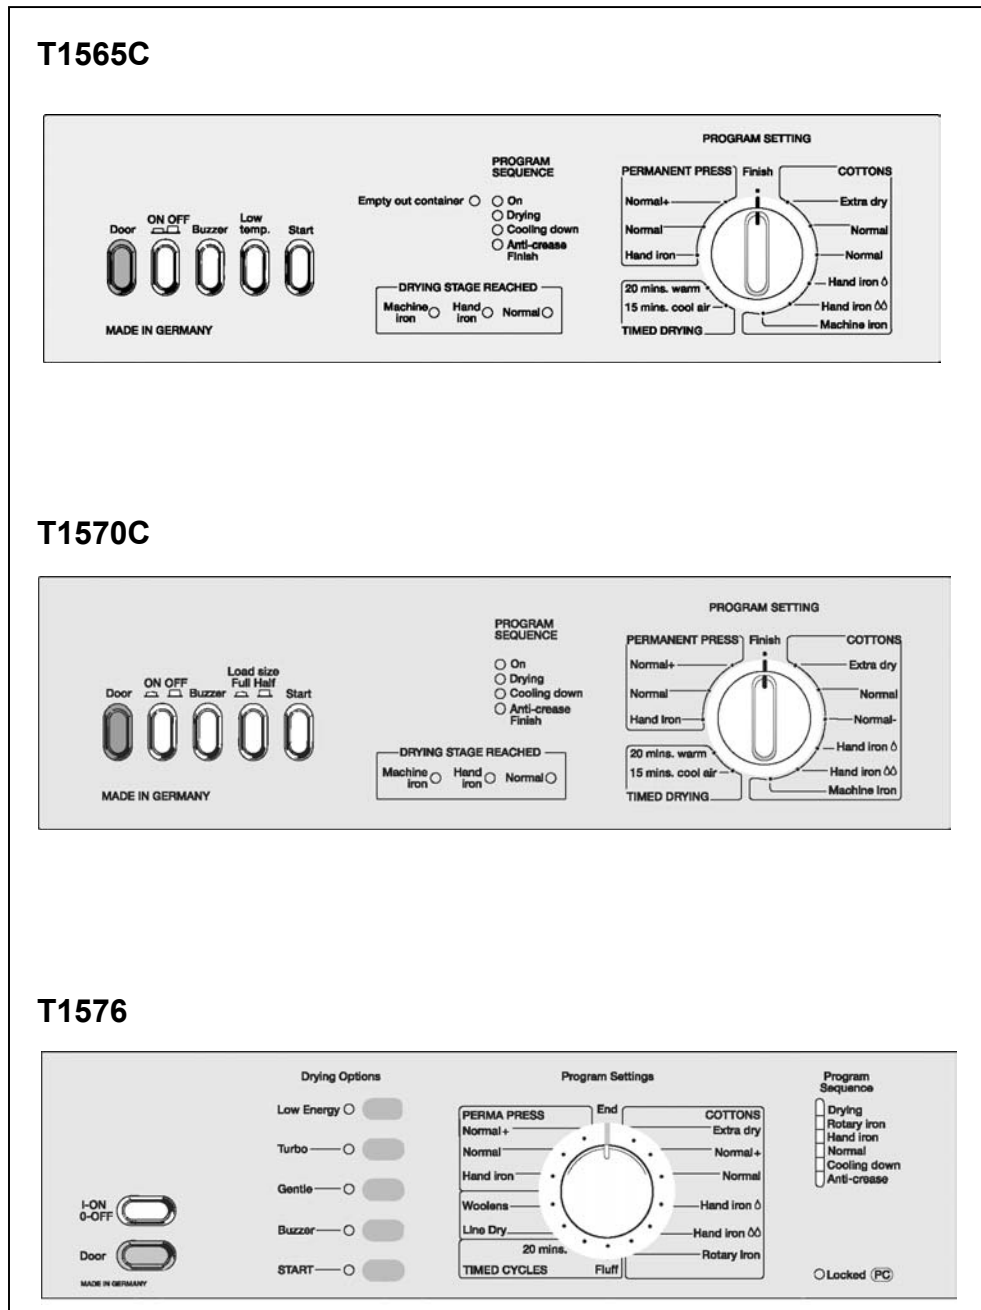 T1565C
PROGRAM SETTING
PROGRAM
SEQUENCE
Empty out container
On
Drying
Cooling down
Anti-crease
Finish
DRYING STAGE REACHED
Machine
iron
Hand
iron
Normal
Door
ON OFF
Buzzer
Low
temp.
Start
MADE IN GERMANY
PERMANENT PRESS
Finish
COTTONS
Normal+
Normal
Hand iron
20 mins. warm
15 mins. cool air
TIMED DRYING
Extra dry
Normal
Normal
Hand iron
Hand iron
Machine iron
T1570C
PROGRAM SETTING
PROGRAM
SEQUENCE
On
Drying
Cooling down
Anti-crease
Finish
DRYING STAGE REACHED
Machine
iron
Hand
iron
Normal
Door
ON OFF
Buzzer
Load size
Full Half
Start
MADE IN GERMANY
PERMANENT PRESS
Finish
COTTONS
Normal+
Normal
Hand Iron
20 mins. warm
15 mins. cool air
TIMED DRYING
Extra dry
Normal
Normal-
Hand iron
Hand iron
Machine Iron
T1576
I-ON
0-OFF
Door
MADE IN GERMANY
Drying Options
Low Energy
Turbo
Gentle
Buzzer
START
Program Settings
PERMA PRESS
End
COTTONS
Normal+
Normal
Hand iron
Woolens
Line Dry
20 mins.
TIMED CYCLES
Fluff
Extra dry
Normal+
Normal
Hand iron
Hand iron
Rotary Iron
Program
Sequence
Drying
Rotary iron
Hand iron
Normal
Cooling down
Anti-crease
Locked PC